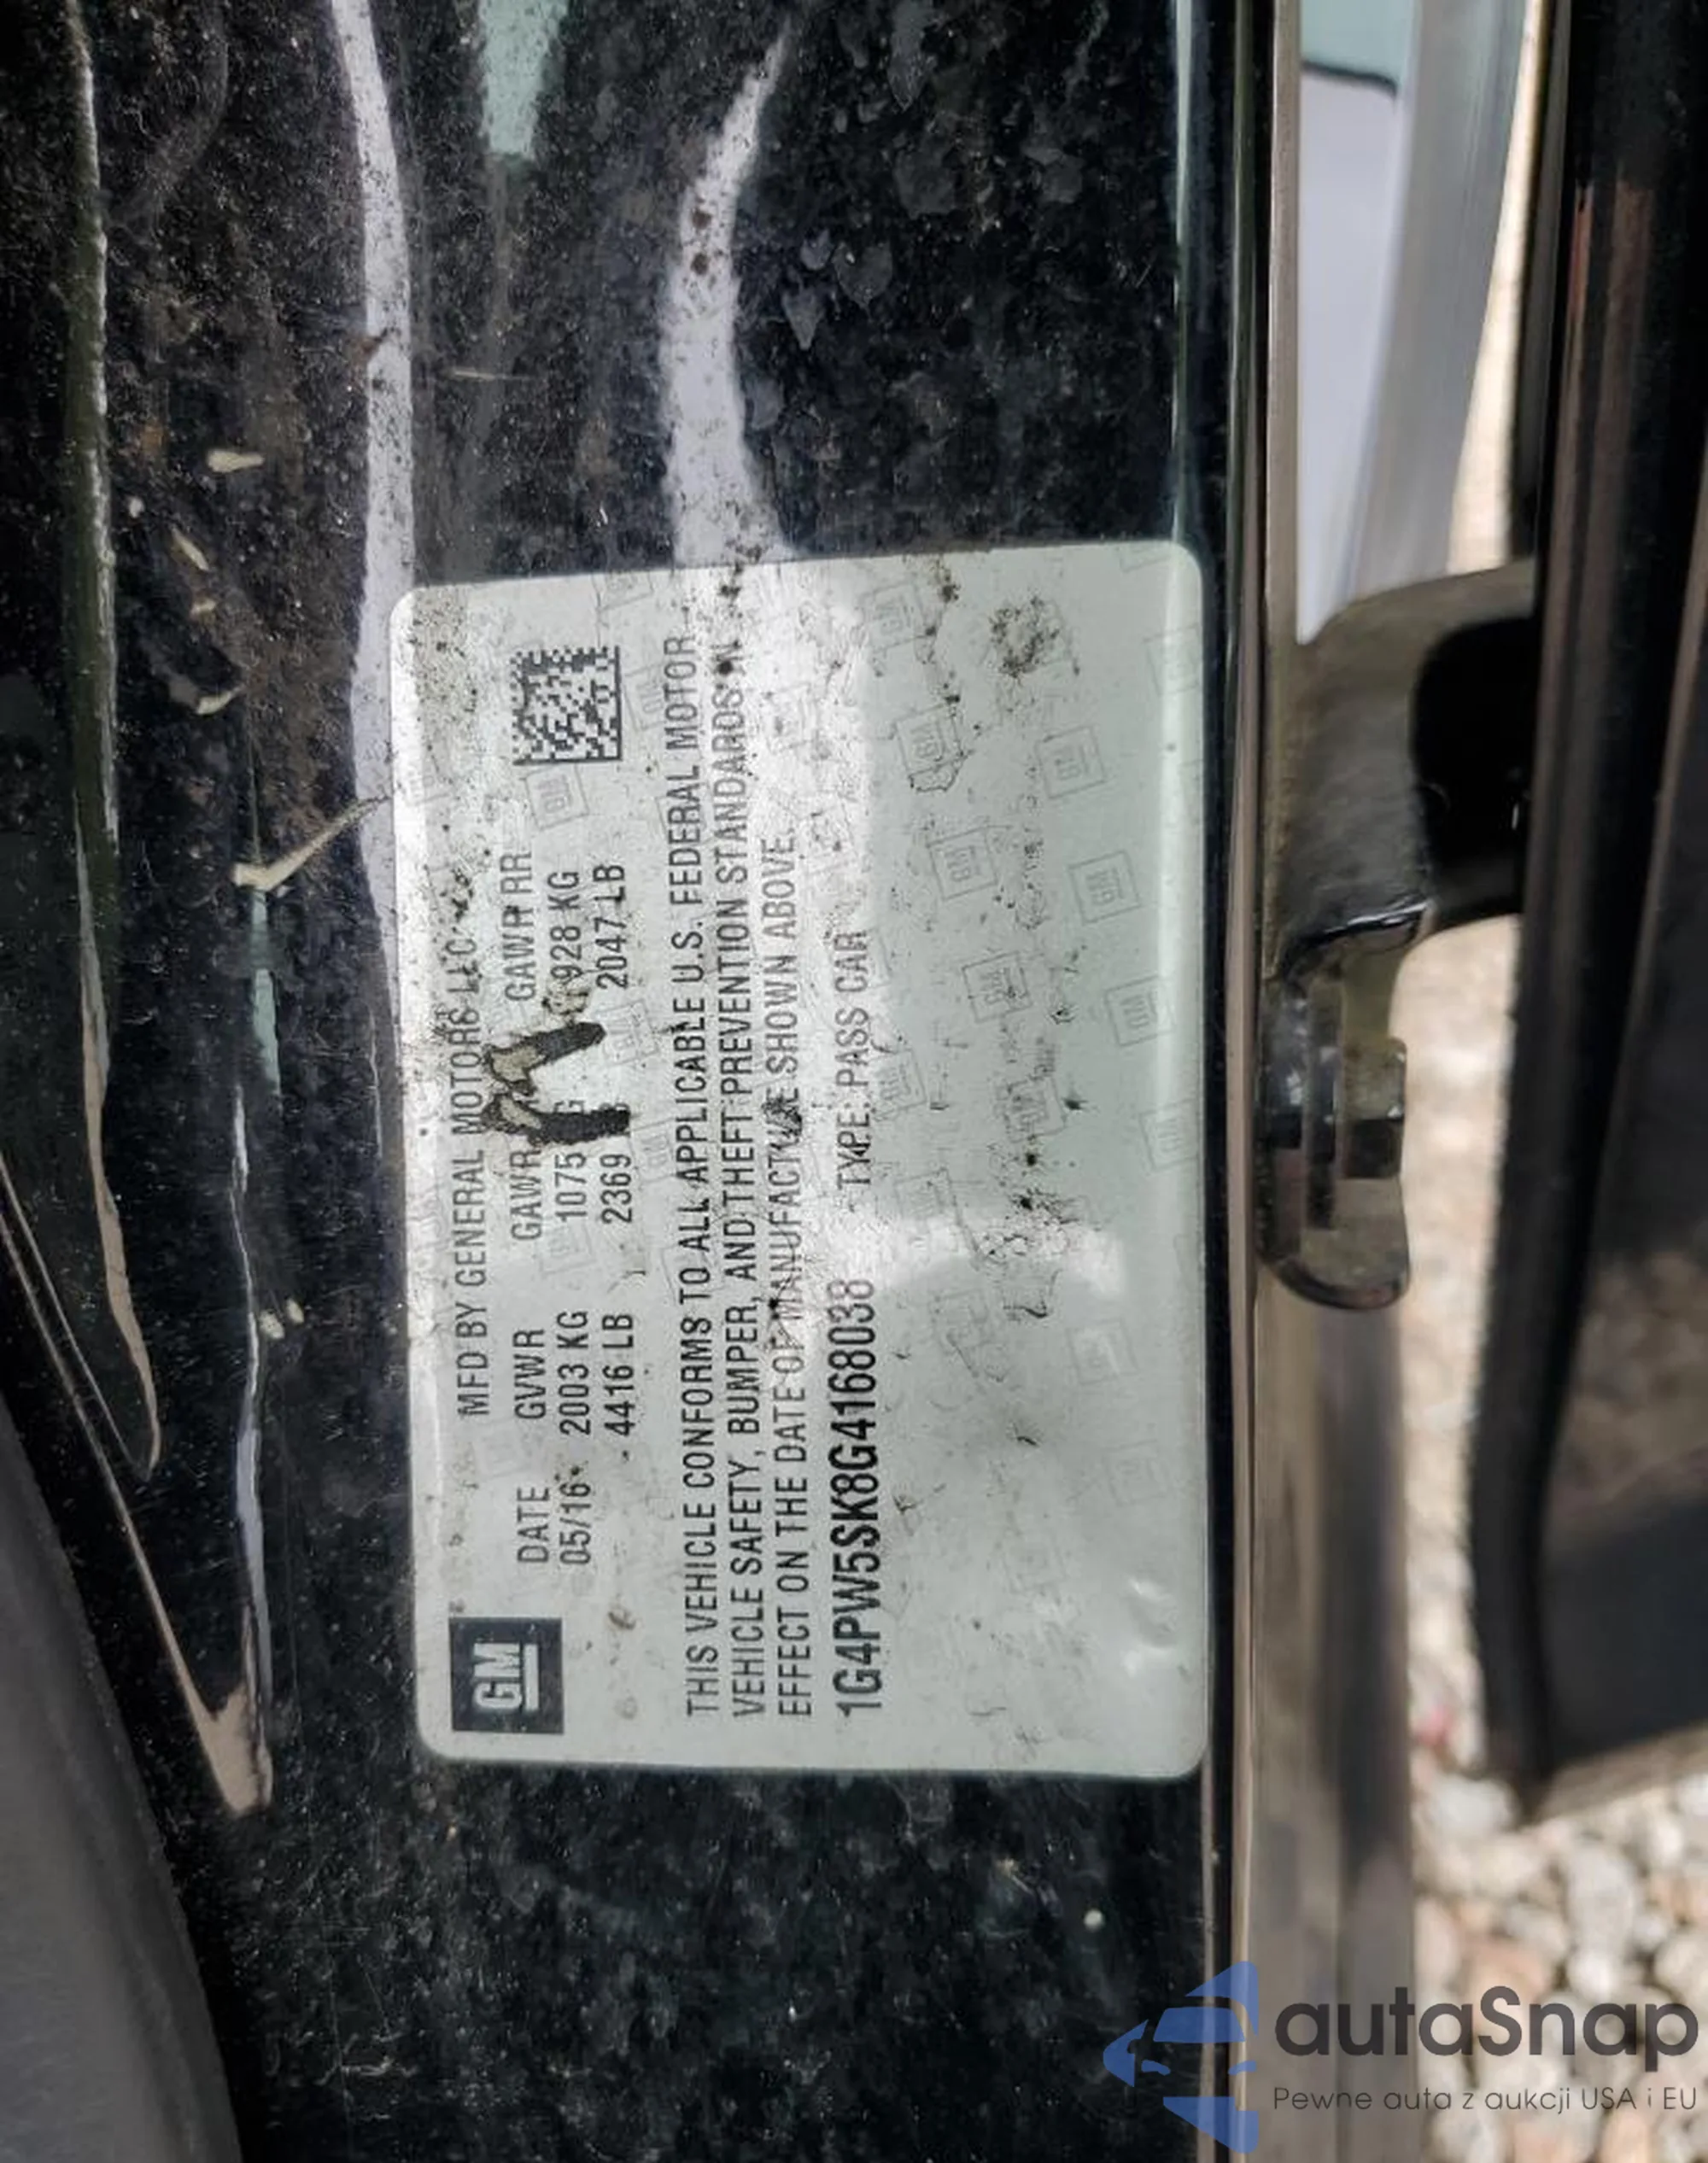 GM
MFD BY GENERAL MOTORS LLC
DATE GVWR GAWR GAWR RR
05/16 2003 KG 1075 928 KG
4416 LB 2369 2047 LB
THIS VEHICLE CONFORMS TO ALL APPLICABLE U.S. FEDERAL MOTOR
VEHICLE SAFETY, BUMPER, AND THEFT PREVENTION STANDARDS IN
EFFECT ON THE DATE OF MANUFACTURE SHOWN ABOVE.
1G4PW5SK8G4168038 TYPE: PASS CAR
autaSnap
Pewne auta z aukcji USA i EU